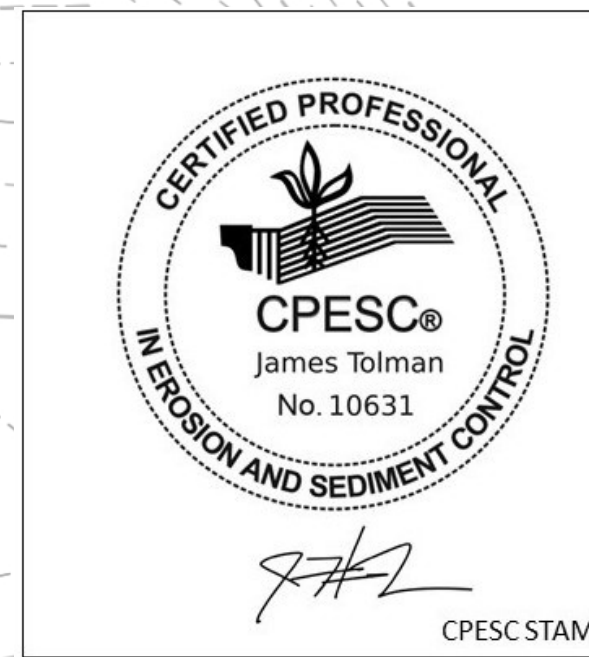 CERTIFIED PROFESSIONAL
CPESC®
James Tolman
No. 10631
IN EROSION AND SEDIMENT CONTROL
CPESC STAM